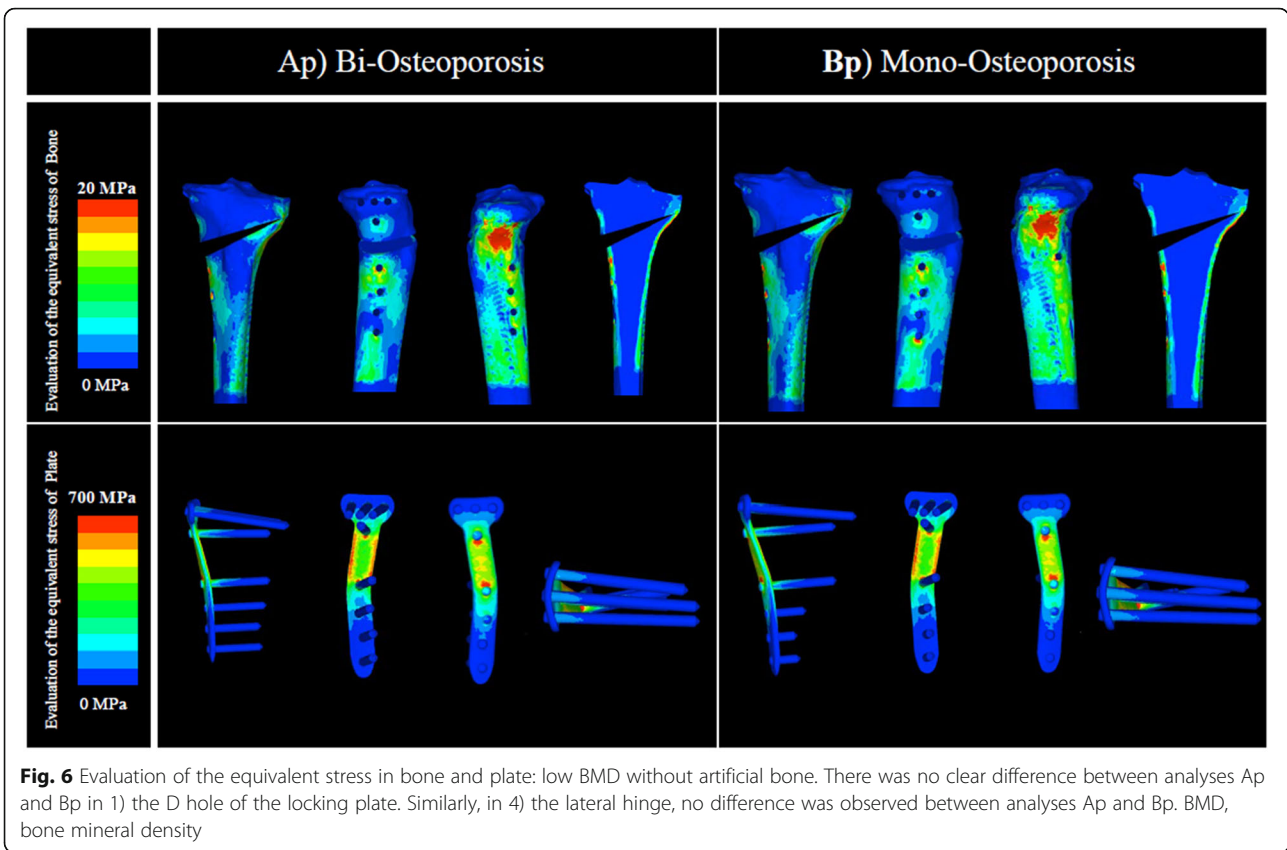 Ap) Bi-Osteoporosis
Bp) Mono-Osteoporosis
Evaluation of the equivalent stress of Bone
20 MPa
0 MPa
Evaluation of the equivalent stress of Plate
700 MPa
0 MPa
Fig. 6 Evaluation of the equivalent stress in bone and plate: low BMD without artificial bone. There was no clear difference between analyses Ap
and Bp in 1) the D hole of the locking plate. Similarly, in 4) the lateral hinge, no difference was observed between analyses Ap and Bp. BMD,
bone mineral density